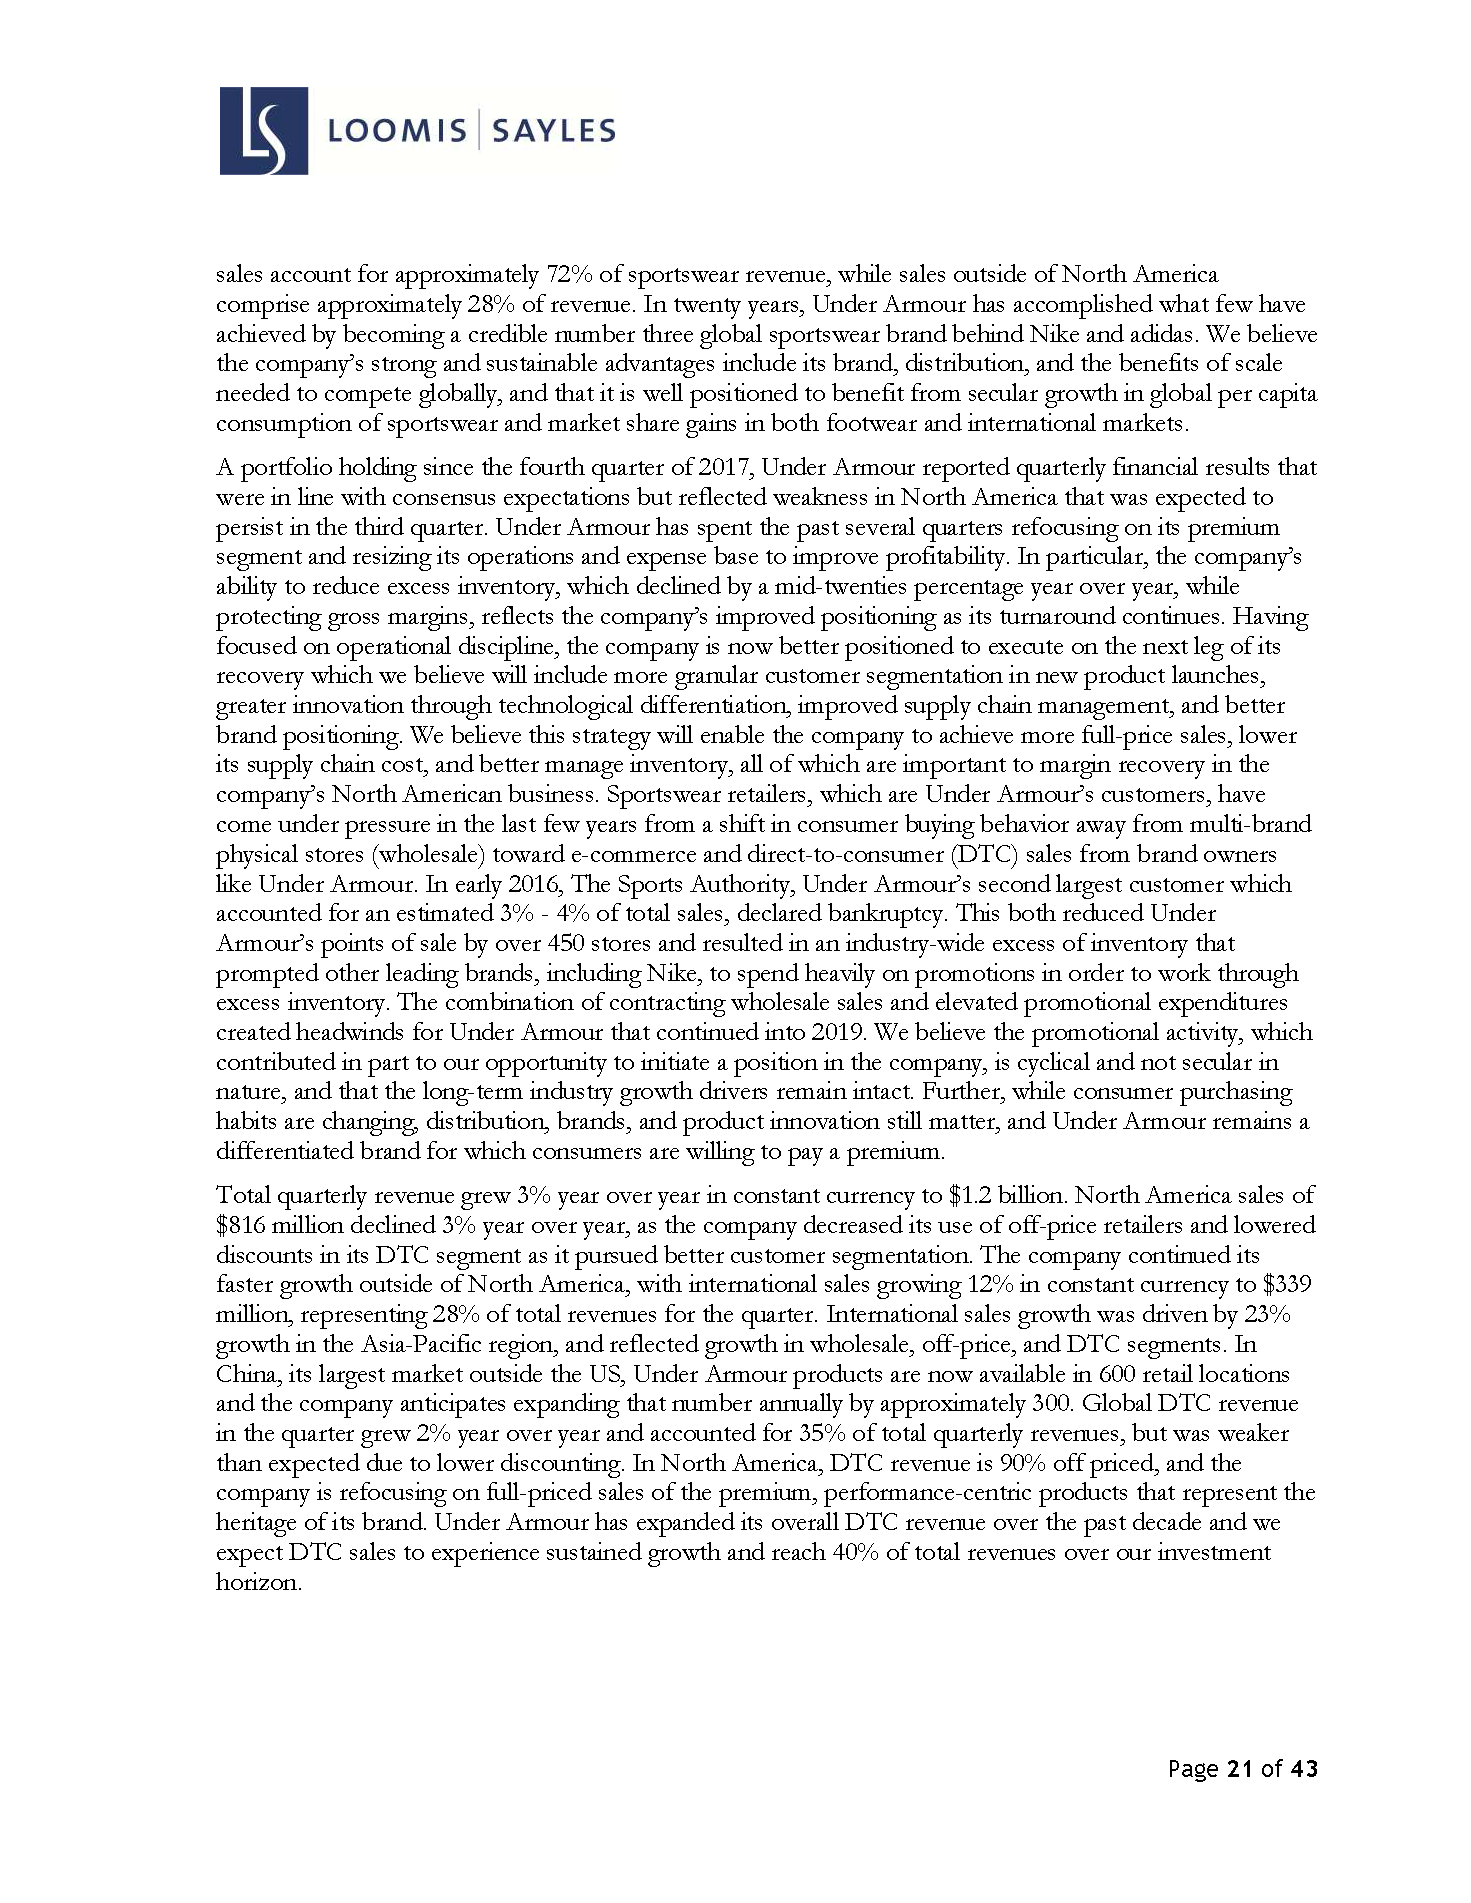 LS LOOMIS | SAYLES
sales account for approximately 72% of sportswear revenue, while sales outside of North America
comprise approximately 28% of revenue. In twenty years, Under Armour has accomplished what few have
achieved by becoming a credible number three global sportswear brand behind Nike and adidas. We believe
the company’s strong and sustainable advantages include its brand, distribution, and the benefits of scale
needed to compete globally, and that it is well positioned to benefit from secular growth in global per capita
consumption of sportswear and market share gains in both footwear and international markets.
A portfolio holding since the fourth quarter of 2017, Under Armour reported quarterly financial results that
were in line with consensus expectations but reflected weakness in North America that was expected to
persist in the third quarter. Under Armour has spent the past several quarters refocusing on its premium
segment and resizing its operations and expense base to improve profitability. In particular, the company’s
ability to reduce excess inventory, which declined by a mid-twenties percentage year over year, while
protecting gross margins, reflects the company’s improved positioning as its turnaround continues. Having
focused on operational discipline, the company is now better positioned to execute on the next leg of its
recovery which we believe will include more granular customer segmentation in new product launches,
greater innovation through technological differentiation, improved supply chain management, and better
brand positioning. We believe this strategy will enable the company to achieve more full-price sales, lower
its supply chain cost, and better manage inventory, all of which are important to margin recovery in the
company’s North American business. Sportswear retailers, which are Under Armour’s customers, have
come under pressure in the last few years from a shift in consumer buying behavior away from multi-brand
physical stores (wholesale) toward e-commerce and direct-to-consumer (DTC) sales from brand owners
like Under Armour. In early 2016, The Sports Authority, Under Armour’s second largest customer which
accounted for an estimated 3% - 4% of total sales, declared bankruptcy. This both reduced Under
Armour’s points of sale by over 450 stores and resulted in an industry-wide excess of inventory that
prompted other leading brands, including Nike, to spend heavily on promotions in order to work through
excess inventory. The combination of contracting wholesale sales and elevated promotional expenditures
created headwinds for Under Armour that continued into 2019. We believe the promotional activity, which
contributed in part to our opportunity to initiate a position in the company, is cyclical and not secular in
nature, and that the long-term industry growth drivers remain intact. Further, while consumer purchasing
habits are changing, distribution, brands, and product innovation still matter, and Under Armour remains a
differentiated brand for which consumers are willing to pay a premium.
Total quarterly revenue grew 3% year over year in constant currency to $1.2 billion. North America sales of
$816 million declined 3% year over year, as the company decreased its use of off-price retailers and lowered
discounts in its DTC segment as it pursued better customer segmentation. The company continued its
faster growth outside of North America, with international sales growing 12% in constant currency to $339
million, representing 28% of total revenues for the quarter. International sales growth was driven by 23%
growth in the Asia-Pacific region, and reflected growth in wholesale, off-price, and DTC segments. In
China, its largest market outside the US, Under Armour products are now available in 600 retail locations
and the company anticipates expanding that number annually by approximately 300. Global DTC revenue
in the quarter grew 2% year over year and accounted for 35% of total quarterly revenues, but was weaker
than expected due to lower discounting. In North America, DTC revenue is 90% off priced, and the
company is refocusing on full-priced sales of the premium, performance-centric products that represent the
heritage of its brand. Under Armour has expanded its overall DTC revenue over the past decade and we
expect DTC sales to experience sustained growth and reach 40% of total revenues over our investment
horizon.
Page 21 of 43